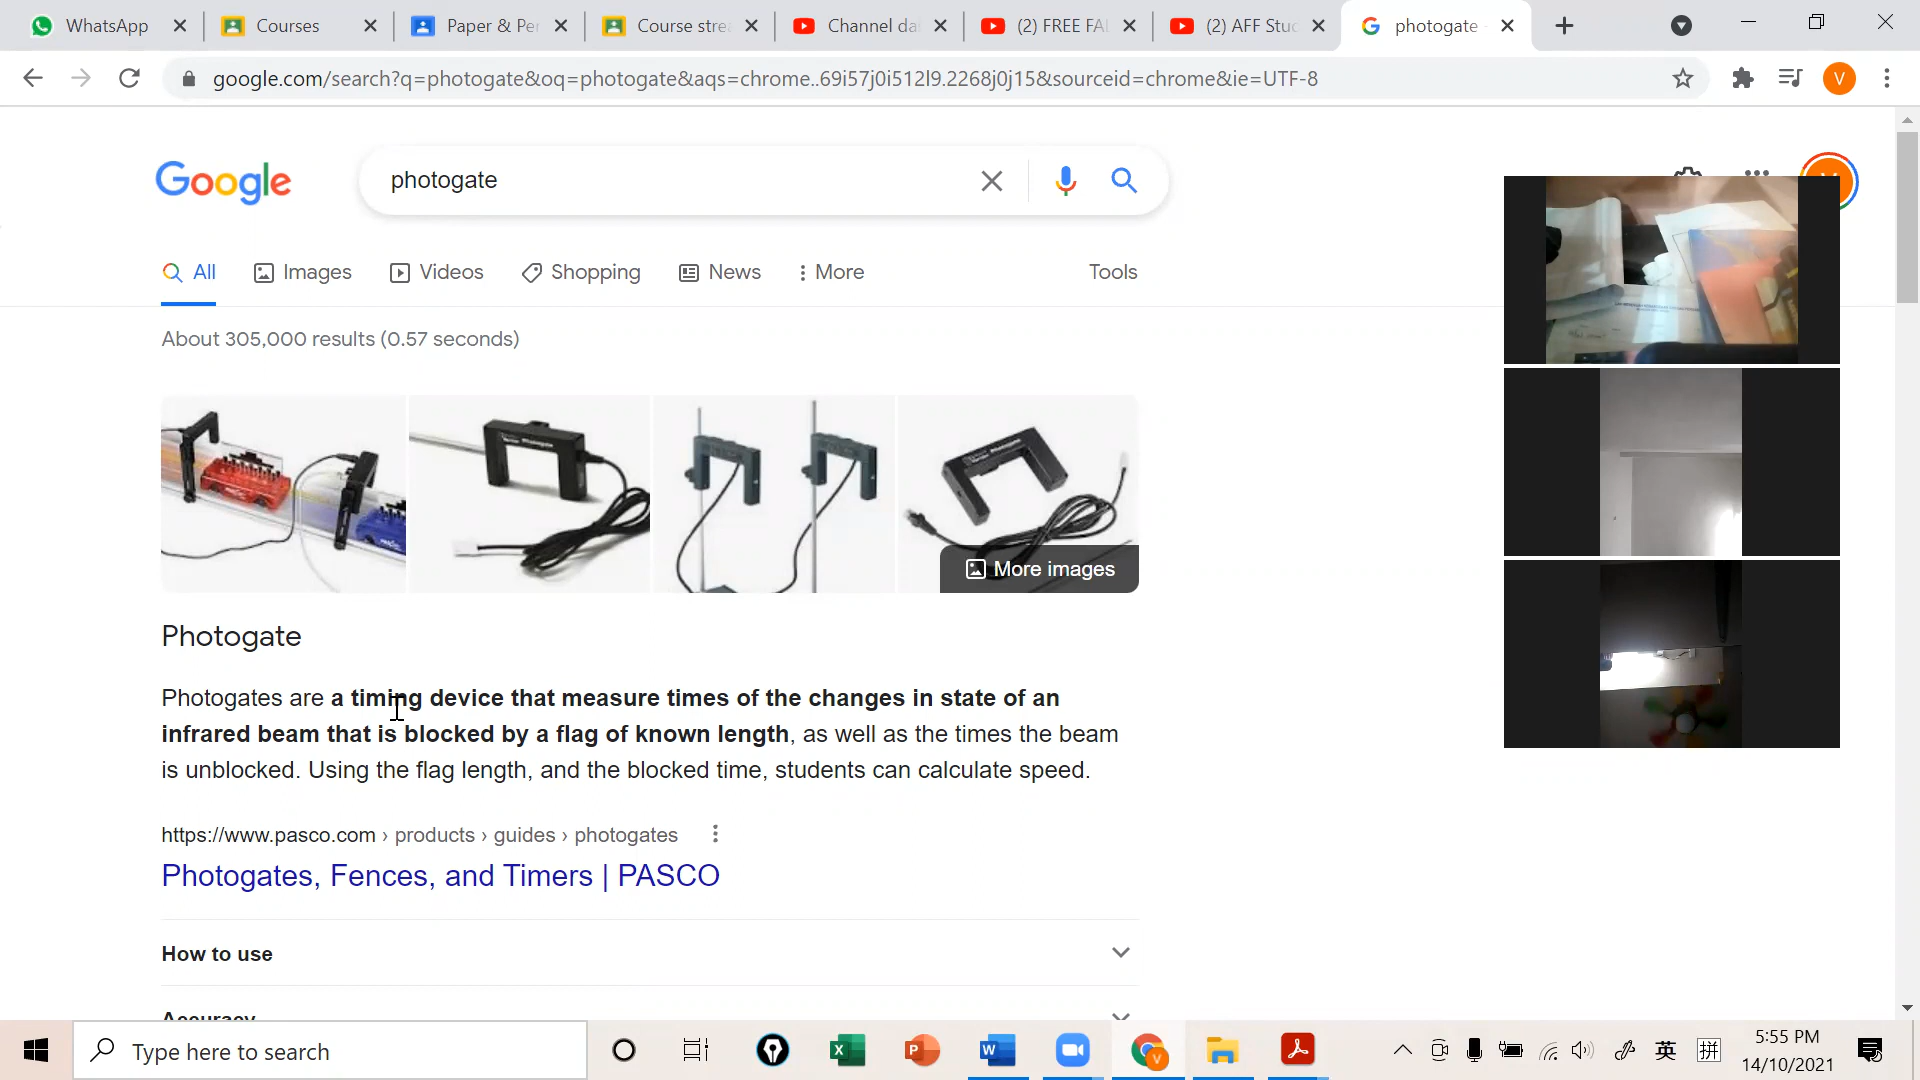 WhatsApp
Courses
Paper & Pe
Course stre
Channel da
(2) FREE FAL
(2) AFF Stuc
photogate
google.com/search?q=photogate&oq=photogate&aqs=chrome..69i57j0i512l9.2268j0j15&sourceid=chrome&ie=UTF-8
V
Google
photogate
All
Images
Videos
Shopping
News
More
Tools
About 305,000 results (0.57 seconds)
More images
Photogate
Photogates are a timing device that measure times of the changes in state of an
infrared beam that is blocked by a flag of known length, as well as the times the beam
is unblocked. Using the flag length, and the blocked time, students can calculate speed.
https://www.pasco.com › products › guides › photogates
Photogates, Fences, and Timers | PASCO
How to use
Accuracy
Type here to search
英
拼
5:55 PM
14/10/2021